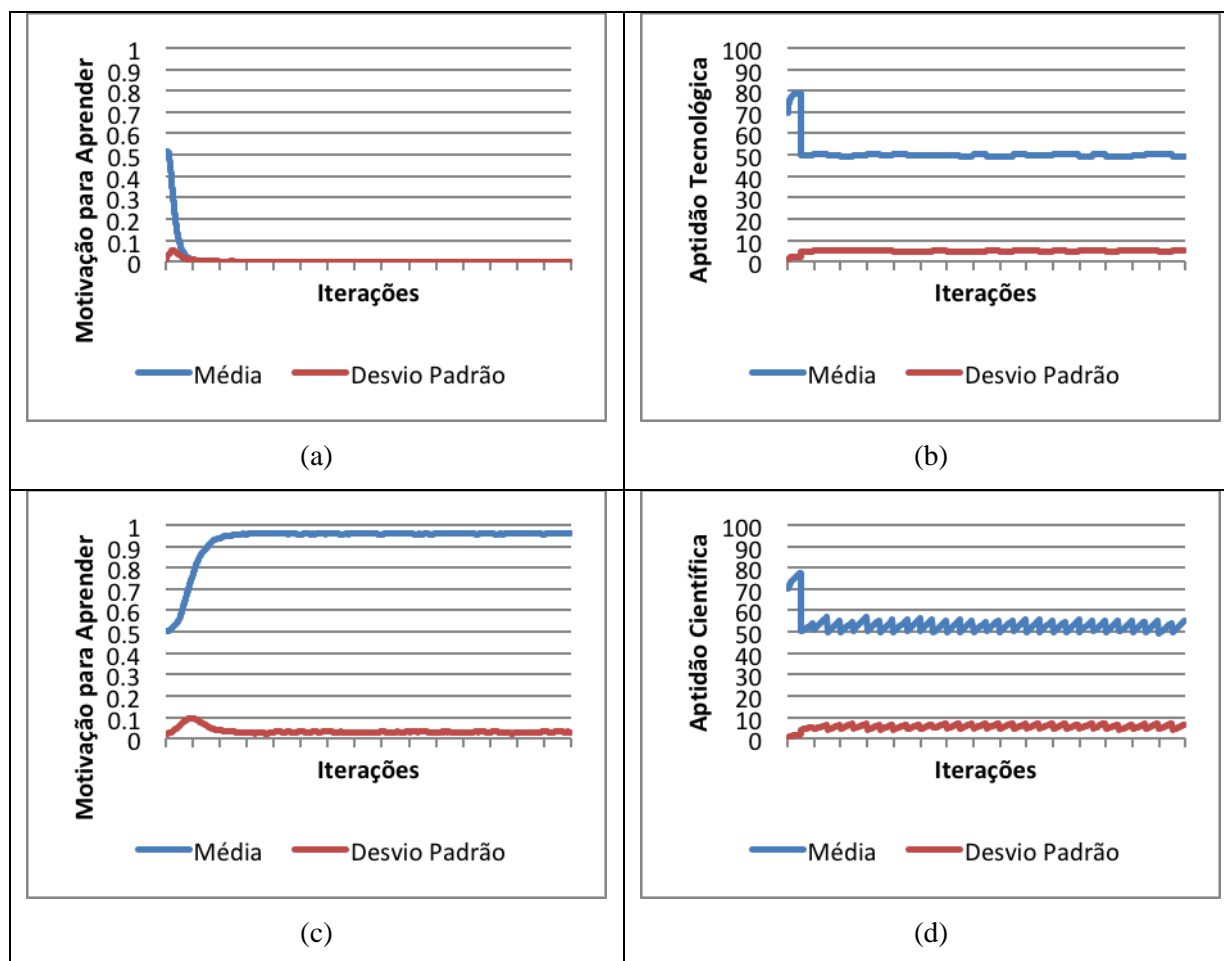 Motivação para Aprender
1
0.9
0.8
0.7
0.6
0.5
0.4
0.3
0.2
0.1
0
Iterações
Média
Desvio Padrão
(a)
Aptidão Tecnológica
100
90
80
70
60
50
40
30
20
10
0
Iterações
Média
Desvio Padrão
(b)
Motivação para Aprender
1
0.9
0.8
0.7
0.6
0.5
0.4
0.3
0.2
0.1
0
Iterações
Média
Desvio Padrão
(c)
Aptidão Científica
100
90
80
70
60
50
40
30
20
10
0
Iterações
Média
Desvio Padrão
(d)